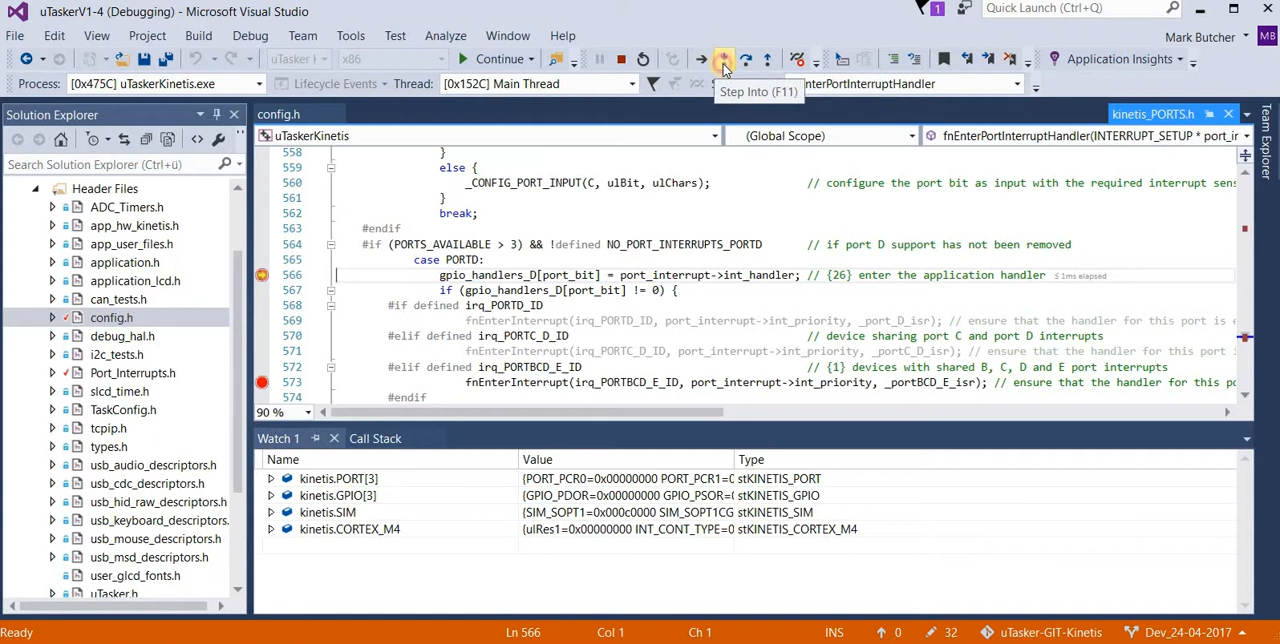 uTaskerV1-4 (Debugging) - Microsoft Visual Studio
1
Quick Launch (Ctrl+Q)
File Edit View Project Build Debug Team Tools Test Analyze Window Help
Mark Butcher MB
uTasker x86 Continue Application Insights
Process: [0x475C] uTaskerKinetis.exe Lifecycle Events Thread: [0x152C] Main Thread nEnterPortInterruptHandler
Step Into (F11)
Solution Explorer
config.h
kinetis_PORTS.h
Team Explorer
uTaskerKinetis (Global Scope) fnEnterPortInterruptHandler(INTERRUPT_SETUP * port_ir
Search Solution Explorer (Ctrl+ü)
Header Files
ADC_Timers.h
app_hw_kinetis.h
app_user_files.h
application.h
application_lcd.h
can_tests.h
config.h
debug_hal.h
i2c_tests.h
Port_Interrupts.h
slcd_time.h
TaskConfig.h
tcpip.h
types.h
usb_audio_descriptors.h
usb_cdc_descriptors.h
usb_hid_raw_descriptors.h
usb_keyboard_descriptors.
usb_mouse_descriptors.h
usb_msd_descriptors.h
user_glcd_fonts.h
uTasker.h
558 }
559 else {
560 _CONFIG_PORT_INPUT(C, ulBit, ulChars); // configure the port bit as input with the required interrupt sens
561 }
562 break;
563 #endif
564 #if (PORTS_AVAILABLE > 3) && !defined NO_PORT_INTERRUPTS_PORTD // if port D support has not been removed
565 case PORTD:
566 gpio_handlers_D[port_bit] = port_interrupt->int_handler; // {26} enter the application handler ≤ 1ms elapsed
567 if (gpio_handlers_D[port_bit] != 0) {
568 #if defined irq_PORTD_ID
569 fnEnterInterrupt(irq_PORTD_ID, port_interrupt->int_priority, _port_D_isr); // ensure that the handler for this port is e
570 #elif defined irq_PORTC_D_ID // device sharing port C and port D interrupts
571 fnEnterInterrupt(irq_PORTC_D_ID, port_interrupt->int_priority, _portC_D_isr); // ensure that the handler for this port i
572 #elif defined irq_PORTBCD_E_ID // {1} devices with shared B, C, D and E port interrupts
573 fnEnterInterrupt(irq_PORTBCD_E_ID, port_interrupt->int_priority, _portBCD_E_isr); // ensure that the handler for this po
574 #endif
90 %
Watch 1 Call Stack
Name Value Type
kinetis.PORT[3] {PORT_PCR0=0x00000000 PORT_PCR1=0 stKINETIS_PORT
kinetis.GPIO[3] {GPIO_PDOR=0x00000000 GPIO_PSOR=0 stKINETIS_GPIO
kinetis.SIM {SIM_SOPT1=0x000c0000 SIM_SOPT1CG stKINETIS_SIM
kinetis.CORTEX_M4 {ulRes1=0x00000000 INT_CONT_TYPE=0 stKINETIS_CORTEX_M4
Ready Ln 566 Col 1 Ch 1 INS 0 32 uTasker-GIT-Kinetis Dev_24-04-2017